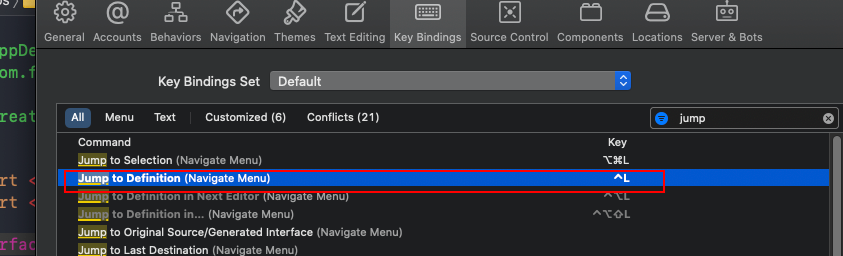 ppDe
om.f
reat
rt <
rt <
rfac
General Accounts Behaviors Navigation Themes Text Editing Key Bindings Source Control Components Locations Server & Bots
Key Bindings Set Default
All Menu Text Customized (6) Conflicts (21) jump
Command Key
Jump to Selection (Navigate Menu) ⌥⌘L
Jump to Definition (Navigate Menu) ^L
Jump to Definition in Next Editor (Navigate Menu) ^⌥L
Jump to Definition in... (Navigate Menu) ^⌥⇧L
Jump to Original Source/Generated Interface (Navigate Menu)
Jump to Last Destination (Navigate Menu)